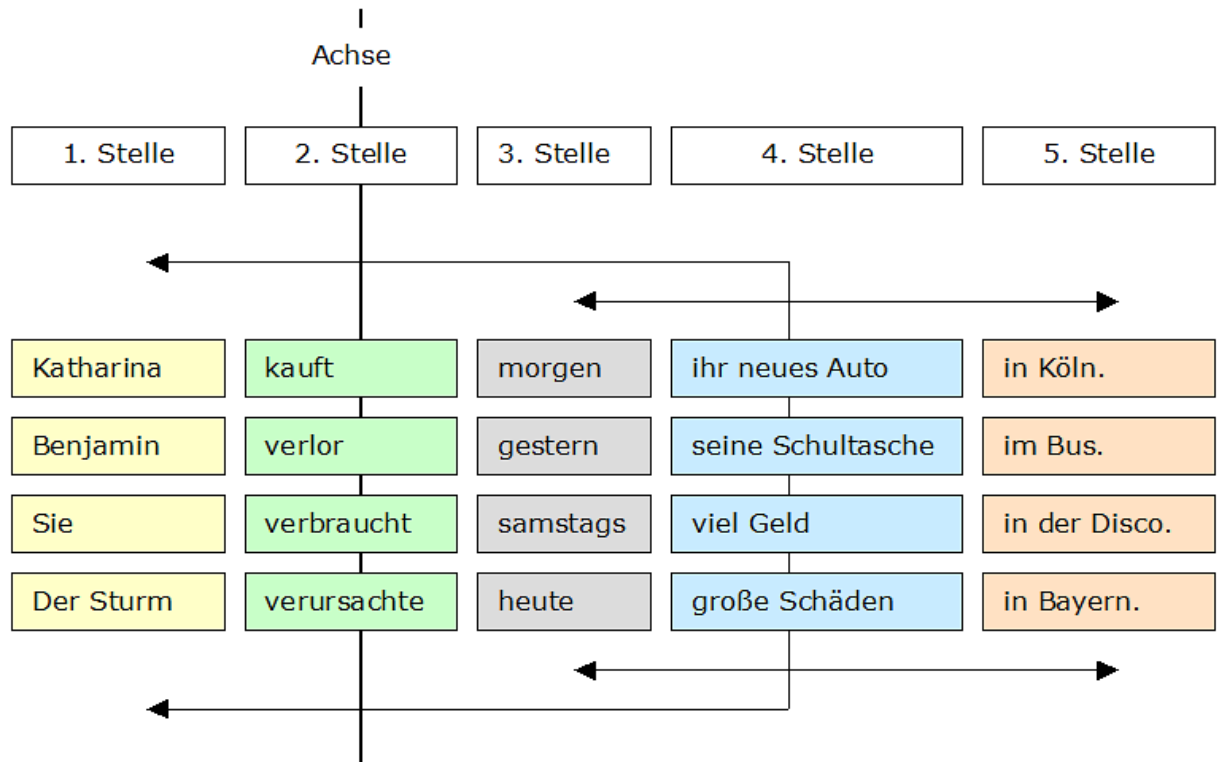 Achse
1. Stelle 2. Stelle 3. Stelle 4. Stelle 5. Stelle
Katharina kauft morgen ihr neues Auto in Köln.
Benjamin verlor gestern seine Schultasche im Bus.
Sie verbraucht samstags viel Geld in der Disco.
Der Sturm verursachte heute große Schäden in Bayern.